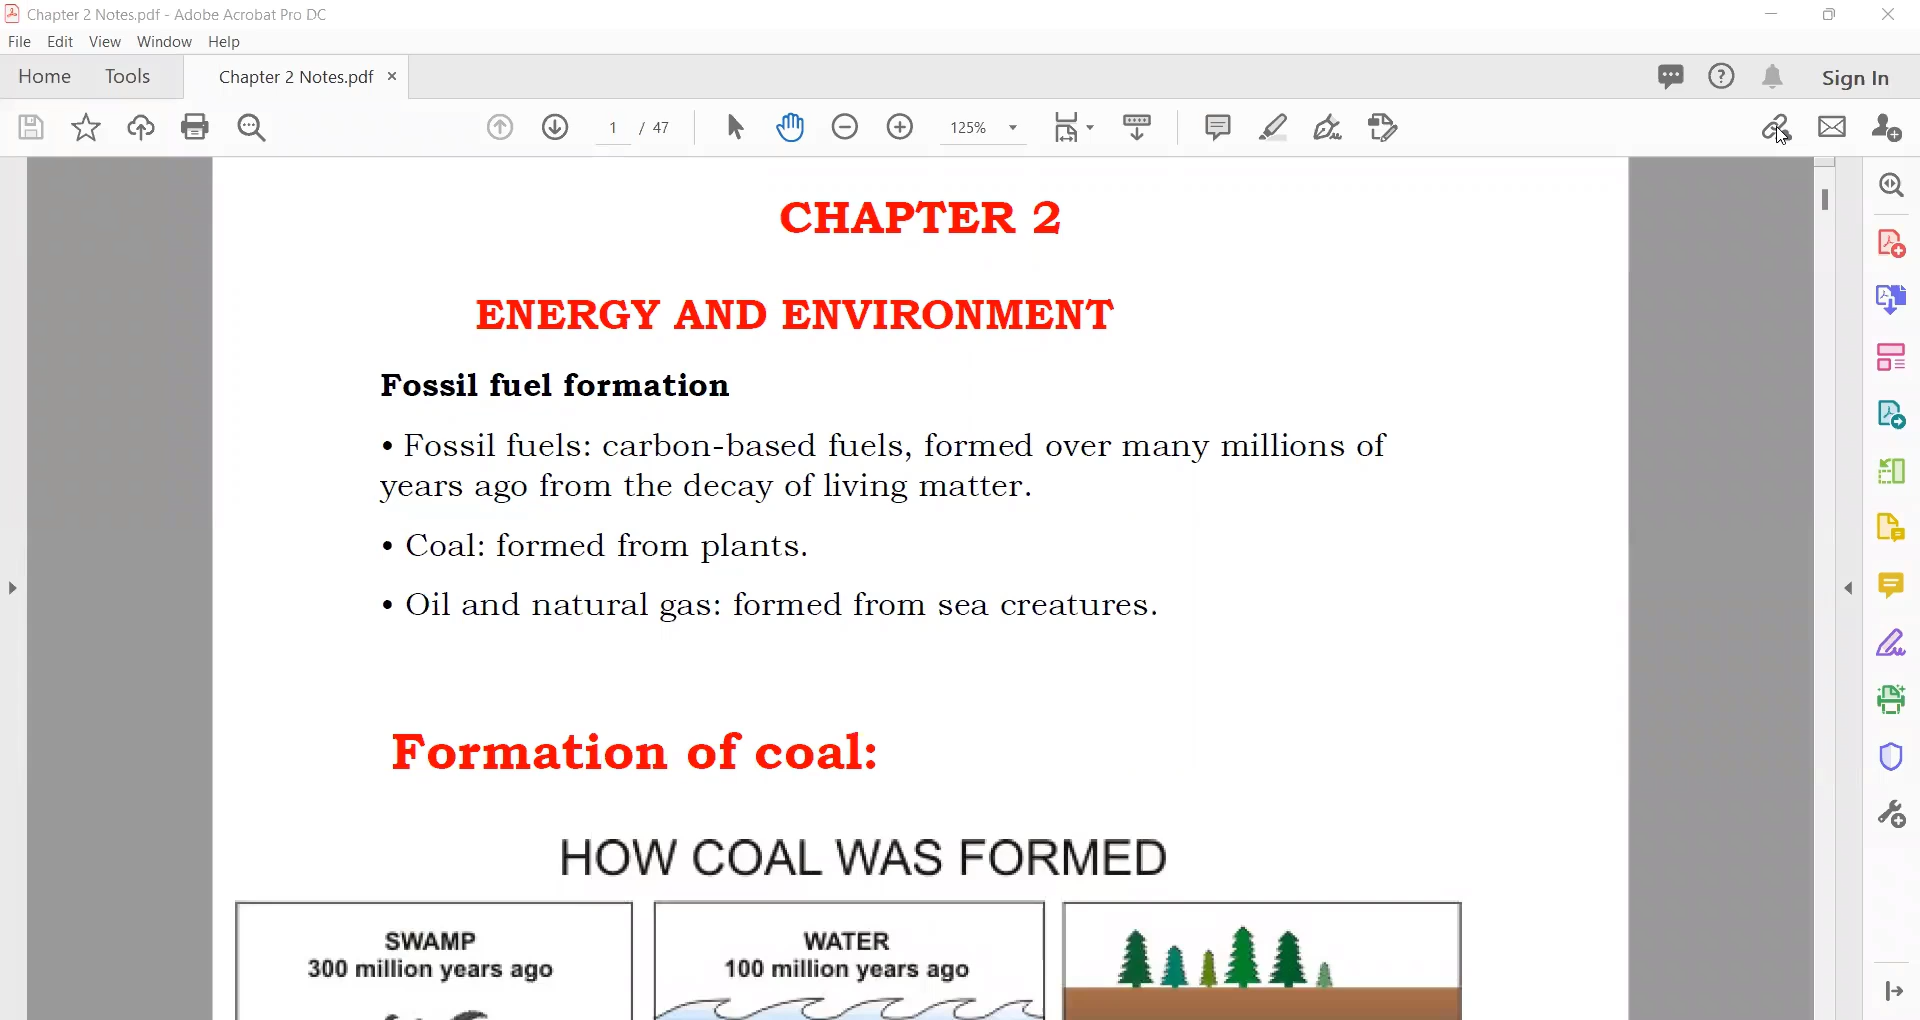 Chapter 2 Notes.pdf - Adobe Acrobat Pro DC
File Edit View Window Help
Home Tools Chapter 2 Notes.pdf × Sign In
1 / 47 125%
CHAPTER 2
ENERGY AND ENVIRONMENT
Fossil fuel formation
• Fossil fuels: carbon-based fuels, formed over many millions of
years ago from the decay of living matter.
• Coal: formed from plants.
• Oil and natural gas: formed from sea creatures.
Formation of coal:
HOW COAL WAS FORMED
SWAMP
300 million years ago
WATER
100 million years ago